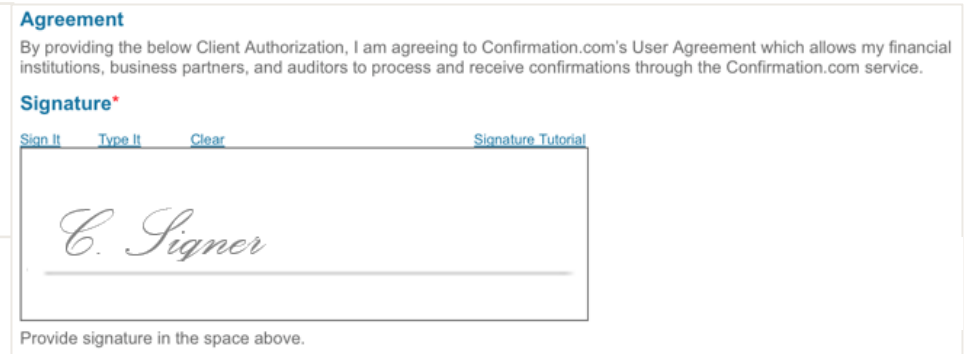 Agreement
By providing the below Client Authorization, I am agreeing to Confirmation.com's User Agreement which allows my financial
institutions, business partners, and auditors to process and receive confirmations through the Confirmation.com service.
Signature*
Sign It Type It Clear Signature Tutorial
C. Signer
Provide signature in the space above.